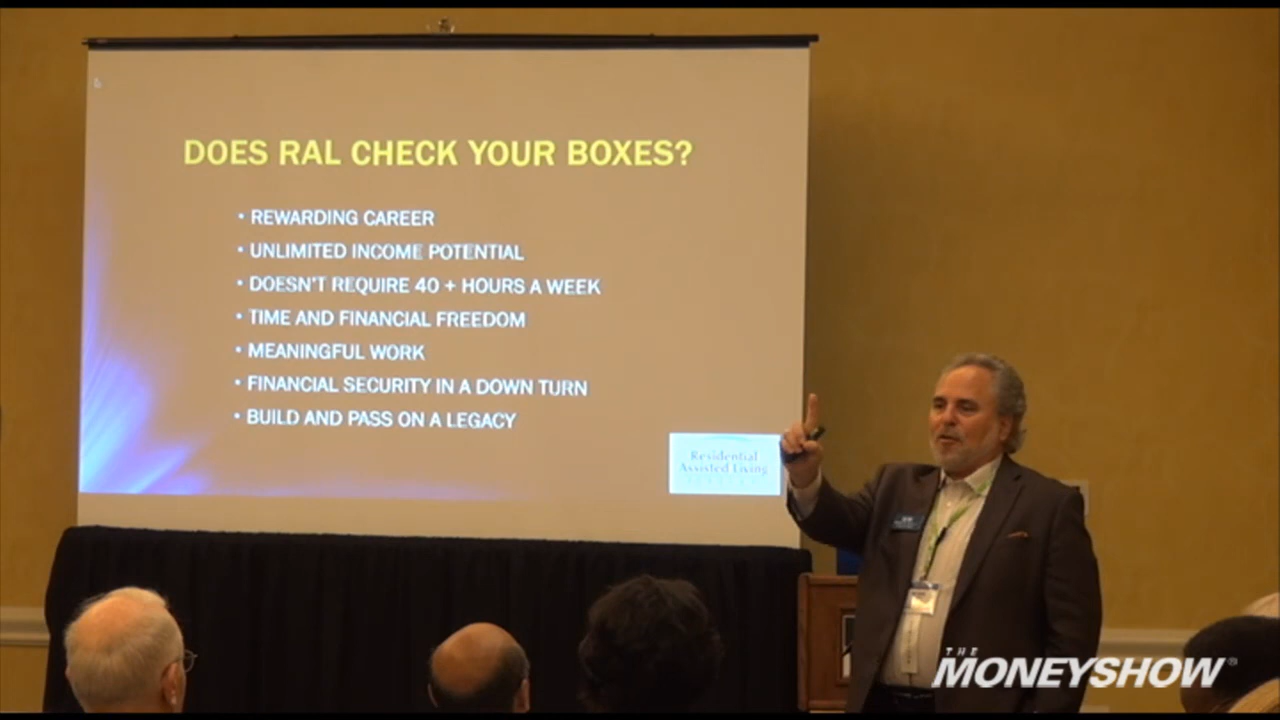 DOES RAL CHECK YOUR BOXES?
• REWARDING CAREER
• UNLIMITED INCOME POTENTIAL
• DOESN'T REQUIRE 40 + HOURS A WEEK
• TIME AND FINANCIAL FREEDOM
• MEANINGFUL WORK
• FINANCIAL SECURITY IN A DOWN TURN
• BUILD AND PASS ON A LEGACY
Residential
Assisted Living
THE
MONEYSHOW®